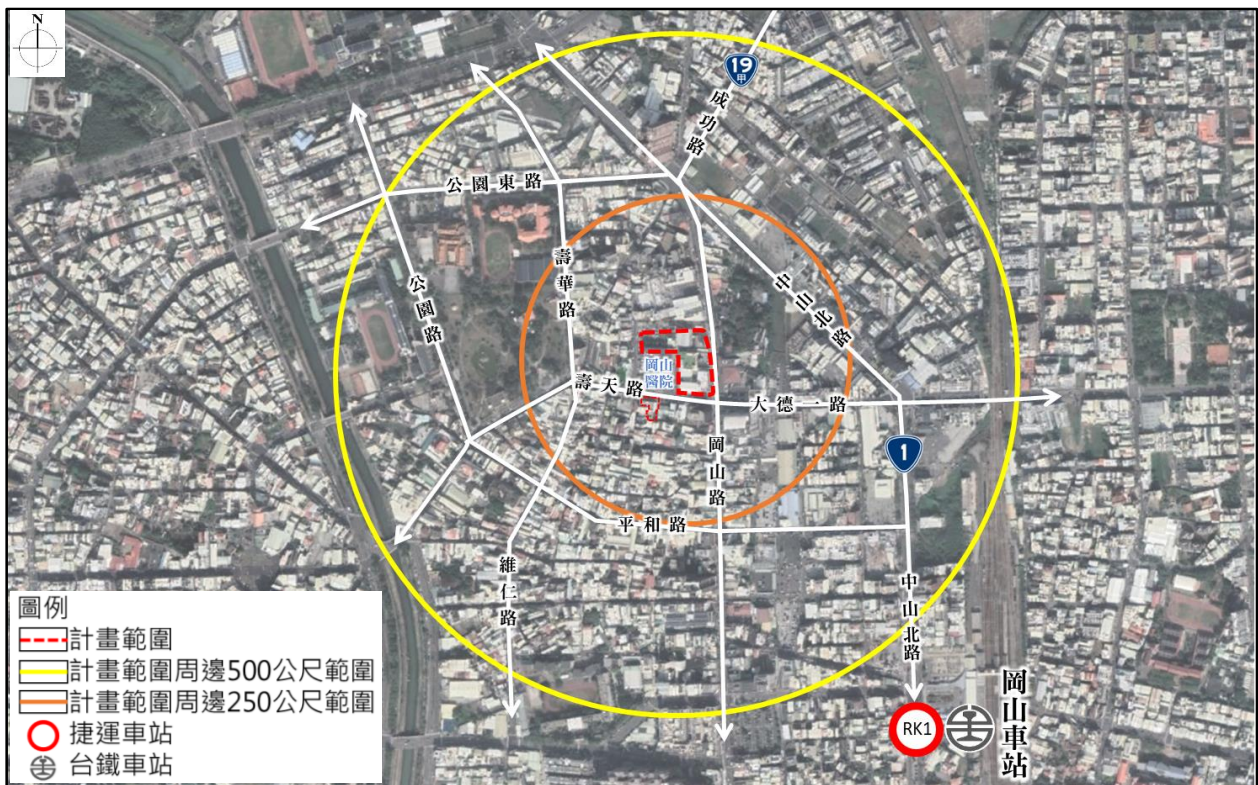 N
19
甲
成功路
公園東路
壽華路
公園路
中山北路
岡山
醫院
壽天路
大德一路
岡山路
1
平和路
維仁路
中山北路
岡山車站
RK1
圖例
計畫範圍
計畫範圍周邊500公尺範圍
計畫範圍周邊250公尺範圍
捷運車站
台鐵車站